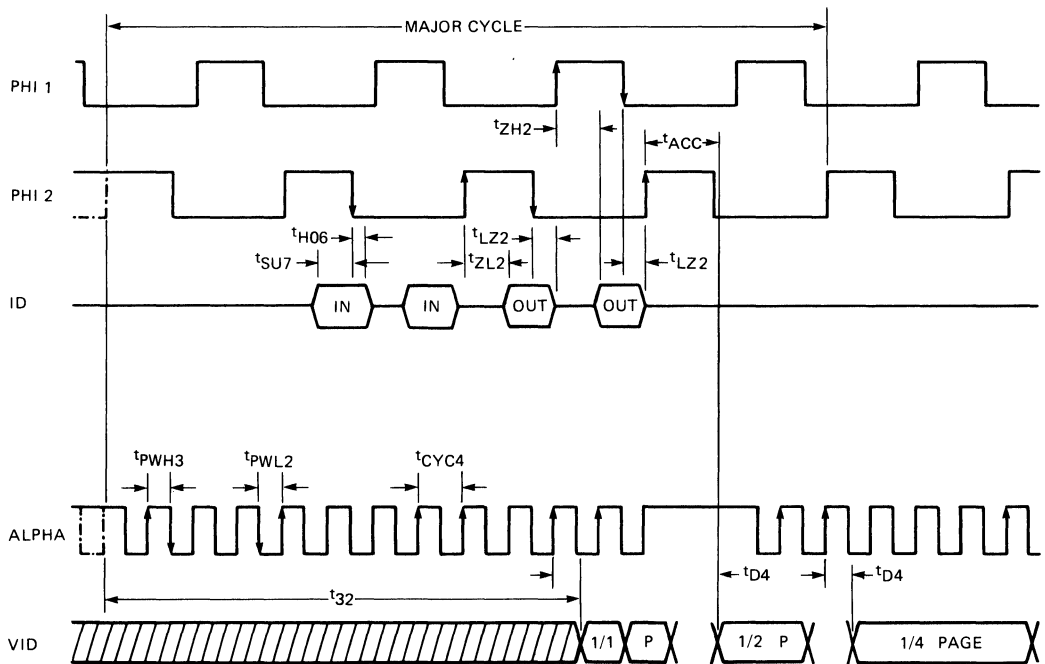 MAJOR CYCLE
PHI 1
tZH2
tACC
PHI 2
tH06
tLZ2
tSU7
tZL2
tLZ2
ID
IN
IN
OUT
OUT
tPWH3
tPWL2
tCYC4
ALPHA
tD4
tD4
t32
VID
1/1
P
1/2 P
1/4 PAGE